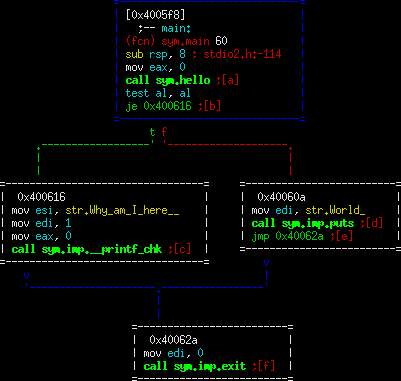 [0x4005f8]
;-- main:
(fcn) sym.main 60
sub rsp, 8 ; stdio2.h:-114
mov eax, 0
call sym.hello ;[a]
test al, al
je 0x400616 ;[b]
t f
0x400616
mov esi, str.Why_am_I_here__
mov edi, 1
mov eax, 0
call sym.imp.__printf_chk ;[c]
0x40060a
mov edi, str.World_
call sym.imp.puts ;[d]
jmp 0x40062a ;[e]
v
v
0x40062a
mov edi, 0
call sym.imp.exit ;[f]